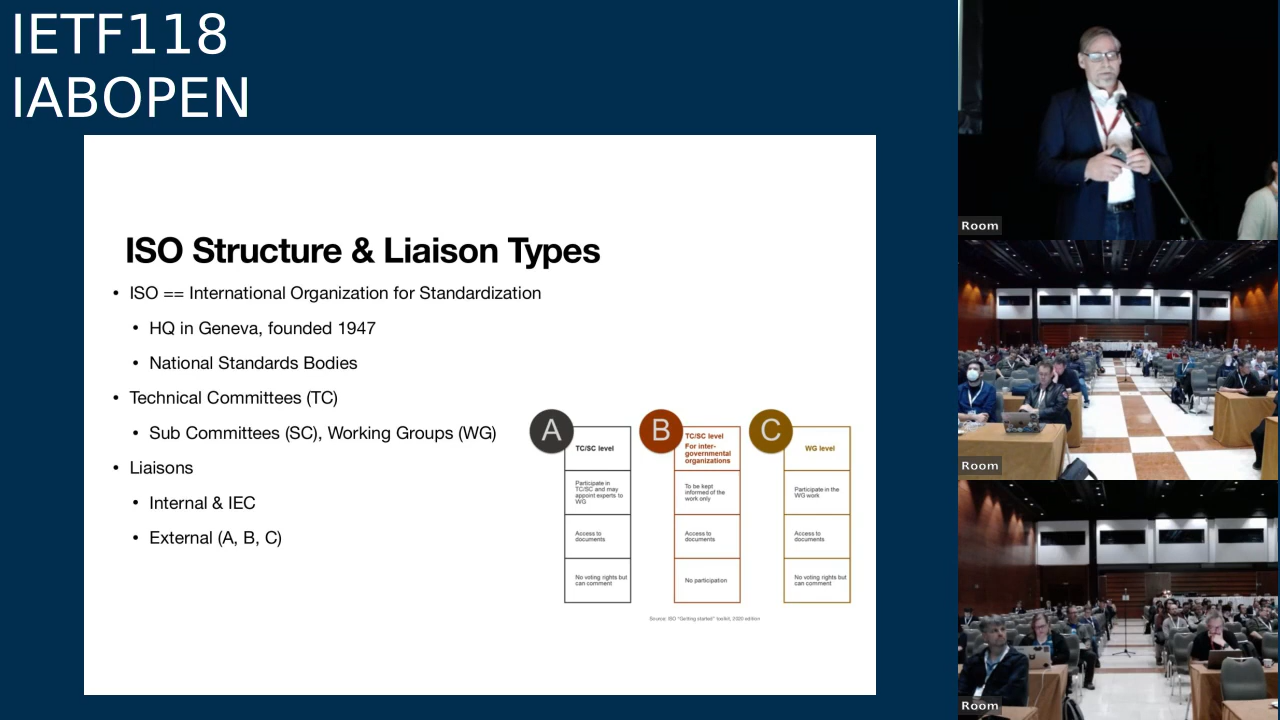 IETF118
IABOPEN
ISO Structure & Liaison Types
• ISO == International Organization for Standardization
• HQ in Geneva, founded 1947
• National Standards Bodies
• Technical Committees (TC)
• Sub Committees (SC), Working Groups (WG)
• Liaisons
• Internal & IEC
• External (A, B, C)
A
TC/SC level
Participate in
TC/SC and may
appoint experts to
WG
Access to
documents
No voting rights but
can comment
B
TC/SC level
For inter-
governmental
organizations
To be kept
informed of the
work only
Access to
documents
No participation
C
WG level
Participate in the
WG work
Access to
documents
No voting rights but
can comment
Source: ISO "Getting started" toolkit, 2020 edition
Room
Room
Room